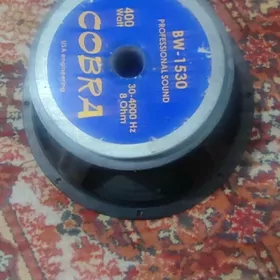 BW-1530
PROFESSIONAL SOUND
400
Watt
30-4000 Hz
8.Ohm
COBRA
USA engineering